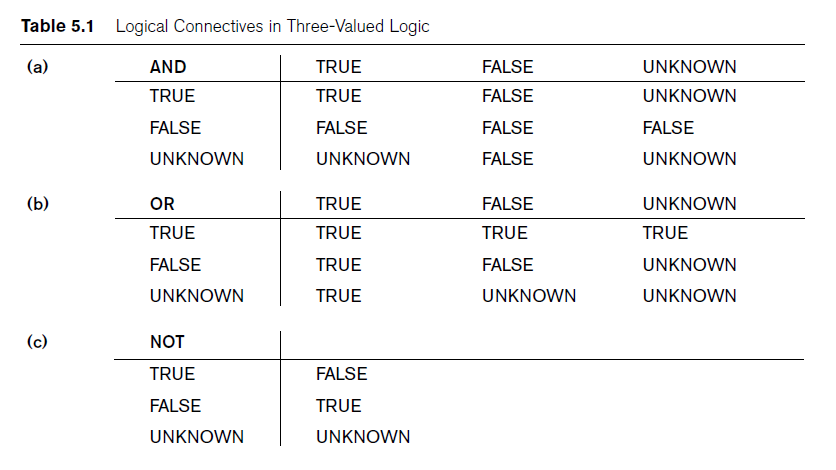 Table 5.1 Logical Connectives in Three-Valued Logic
(a) AND TRUE FALSE UNKNOWN
TRUE TRUE FALSE UNKNOWN
FALSE FALSE FALSE FALSE
UNKNOWN UNKNOWN FALSE UNKNOWN
(b) OR TRUE FALSE UNKNOWN
TRUE TRUE TRUE TRUE
FALSE TRUE FALSE UNKNOWN
UNKNOWN TRUE UNKNOWN UNKNOWN
(c) NOT
TRUE FALSE
FALSE TRUE
UNKNOWN UNKNOWN